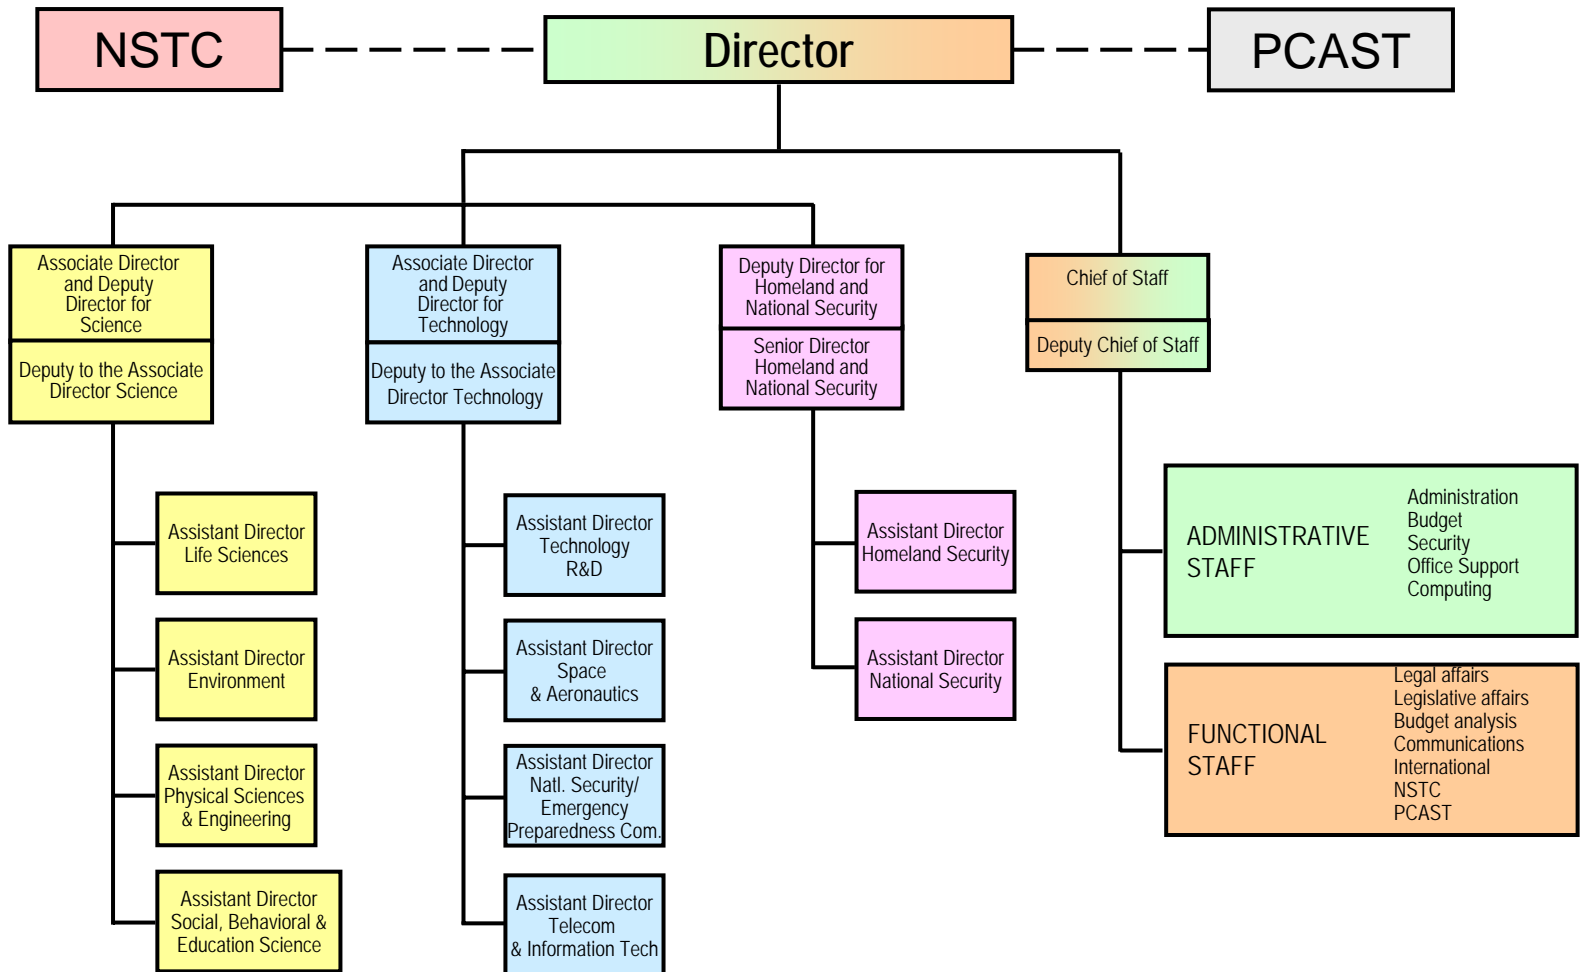 NSTC
Director
PCAST
Associate Director
and Deputy
Director for
Science
Deputy to the Associate
Director Science
Associate Director
and Deputy
Director for
Technology
Deputy to the Associate
Director Technology
Deputy Director for
Homeland and
National Security
Senior Director
Homeland and
National Security
Chief of Staff
Deputy Chief of Staff
Assistant Director
Life Sciences
Assistant Director
Environment
Assistant Director
Physical Sciences
& Engineering
Assistant Director
Social, Behavioral &
Education Science
Assistant Director
Technology
R&D
Assistant Director
Space
& Aeronautics
Assistant Director
Natl. Security/
Emergency
Preparedness Com.
Assistant Director
Telecom
& Information Tech
Assistant Director
Homeland Security
Assistant Director
National Security
ADMINISTRATIVE
STAFF
Administration
Budget
Security
Office Support
Computing
FUNCTIONAL
STAFF
Legal affairs
Legislative affairs
Budget analysis
Communications
International
NSTC
PCAST